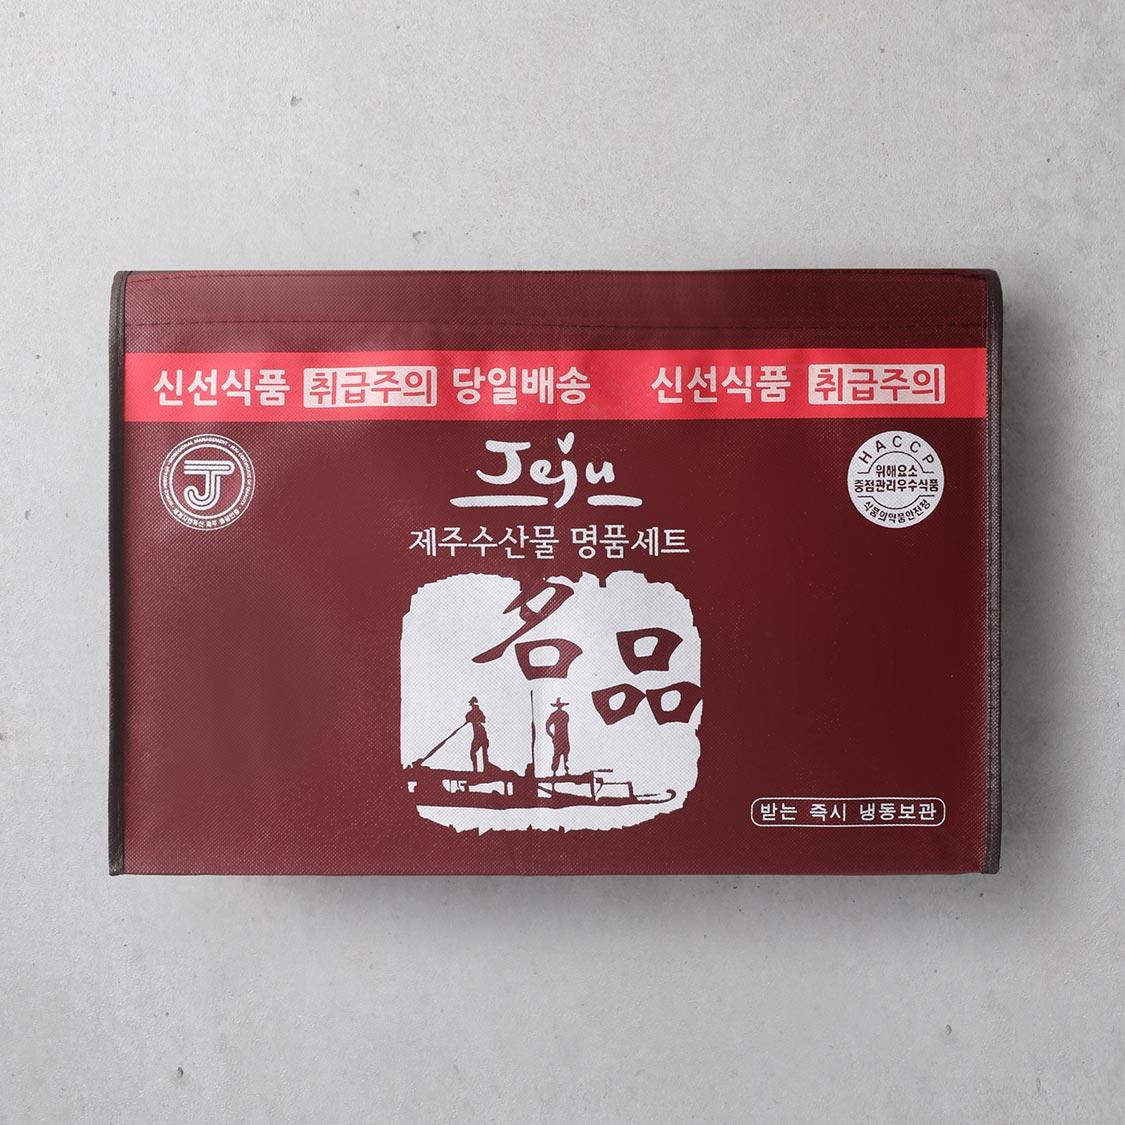 신선식품 취급주의 당일배송 신선식품 취급주의
J
Jeju
HACCP
위해요소
중점관리우수식품
식품의약품안전청
제주수산물 명품세트
名品
받는 즉시 냉동보관